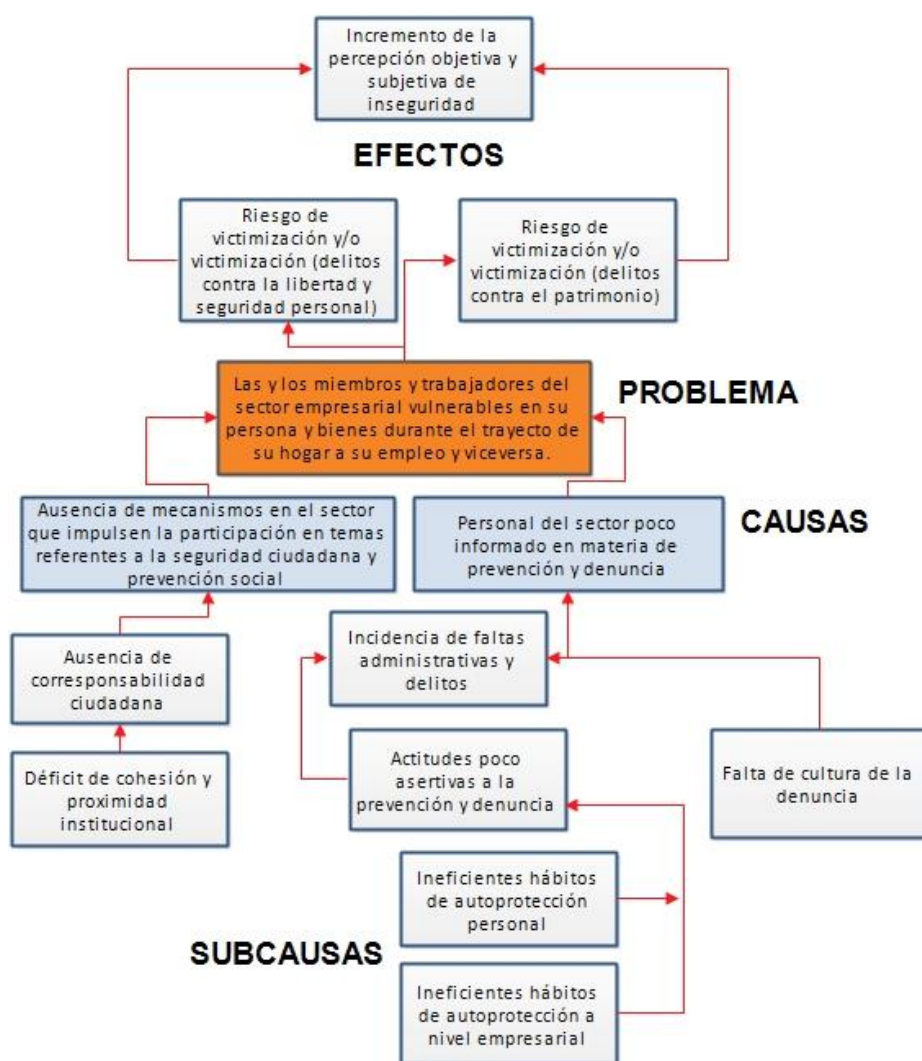 Incremento de la
percepción objetiva y
subjetiva de
inseguridad
EFECTOS
Riesgo de
victimización y/o
victimización (delitos
contra la libertad y
seguridad personal)
Riesgo de
victimización y/o
victimización (delitos
contra el patrimonio)
Las y los miembros y trabajadores del
sector empresarial vulnerables en su
persona y bienes durante el trayecto de
su hogar a su empleo y viceversa.
PROBLEMA
Ausencia de mecanismos en el sector
que impulsen la participación en temas
referentes a la seguridad ciudadana y
prevención social
Personal del sector poco
informado en materia de
prevención y denuncia
CAUSAS
Incidencia de faltas
administrativas y
delitos
Ausencia de
corresponsabilidad
ciudadana
Actitudes poco
asertivas a la
prevención y denuncia
Falta de cultura de la
denuncia
Déficit de cohesión y
proximidad
institucional
Ineficientes hábitos
de autoprotección
personal
SUBCAUSAS
Ineficientes hábitos
de autoprotección a
nivel empresarial